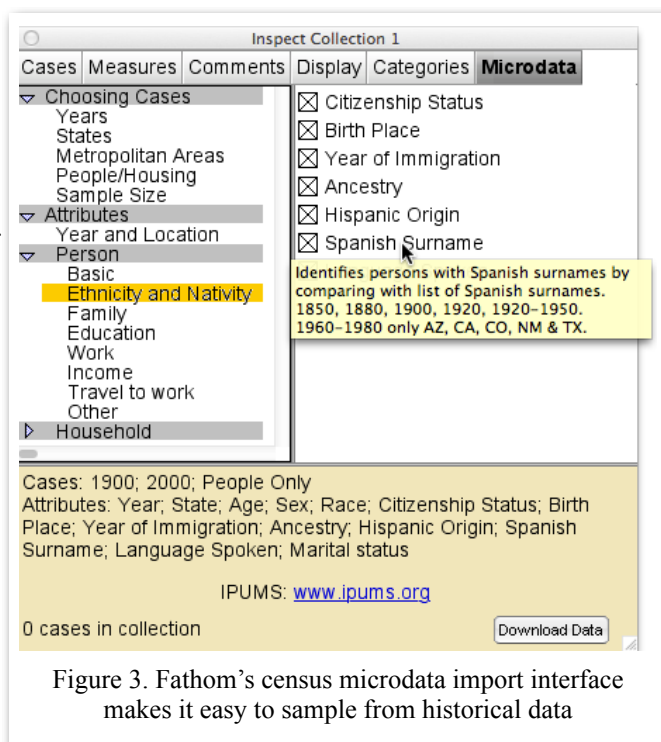 Inspect Collection 1
Cases Measures Comments Display Categories Microdata
Choosing Cases
Years
States
Metropolitan Areas
People/Housing
Sample Size
Attributes
Year and Location
Person
Basic
Ethnicity and Nativity
Family
Education
Work
Income
Travel to work
Other
Household
Citizenship Status
Birth Place
Year of Immigration
Ancestry
Hispanic Origin
Spanish Surname
Identifies persons with Spanish surnames by
comparing with list of Spanish surnames.
1850, 1880, 1900, 1920, 1920-1950.
1960-1980 only AZ, CA, CO, NM & TX.
Cases: 1900; 2000; People Only
Attributes: Year; State; Age; Sex; Race; Citizenship Status; Birth
Place; Year of Immigration; Ancestry; Hispanic Origin; Spanish
Surname; Language Spoken; Marital status
IPUMS: www.ipums.org
0 cases in collection
Download Data
Figure 3. Fathom’s census microdata import interface
makes it easy to sample from historical data